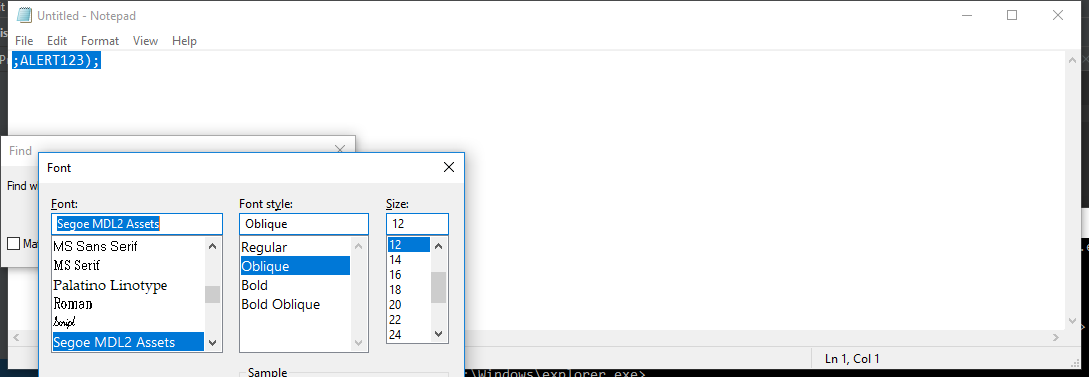 Untitled - Notepad
File Edit Format View Help
;ALERT123);
Find
Font
Find w
Font: Font style: Size:
Segoe MDL2 Assets Oblique 12
Ma
MS Sans Serif
MS Serif
Palatino Linotype
Roman
Script
Segoe MDL2 Assets
Regular
Oblique
Bold
Bold Oblique
12
14
16
18
20
22
24
Ln 1, Col 1
Sample
:\Windows\explorer.exe>